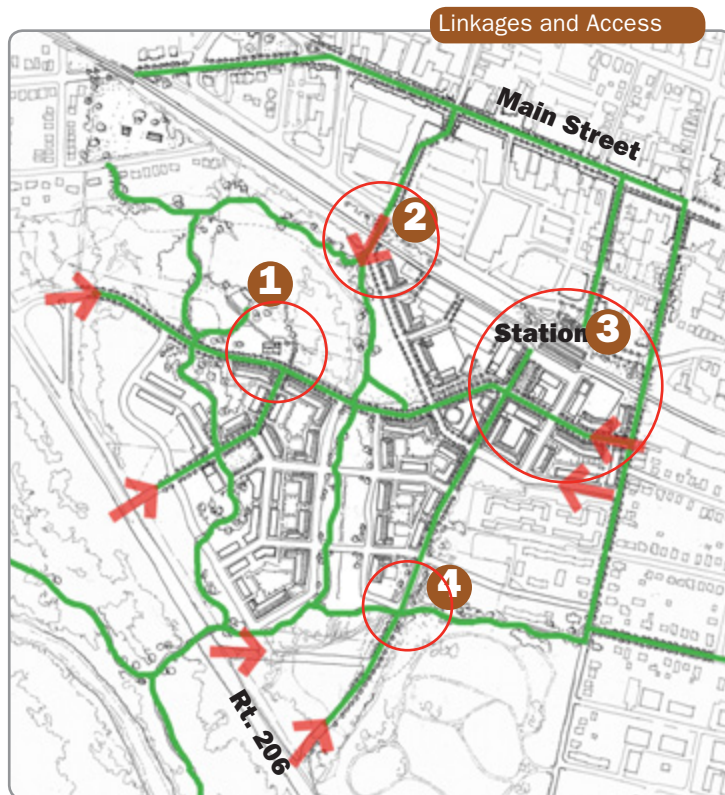 Linkages and Access
Main Street
2
1
Station
3
4
Rt. 206